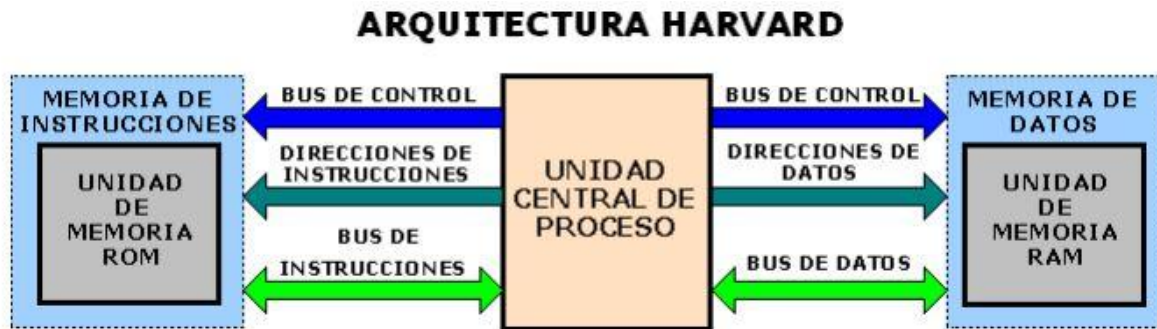 ARQUITECTURA HARVARD
MEMORIA DE
INSTRUCCIONES
UNIDAD
DE
MEMORIA
ROM
BUS DE CONTROL
DIRECCIONES DE
INSTRUCCIONES
BUS DE
INSTRUCCIONES
UNIDAD
CENTRAL DE
PROCESO
BUS DE CONTROL
DIRECCIONES DE
DATOS
BUS DE DATOS
MEMORIA DE
DATOS
UNIDAD
DE
MEMORIA
RAM